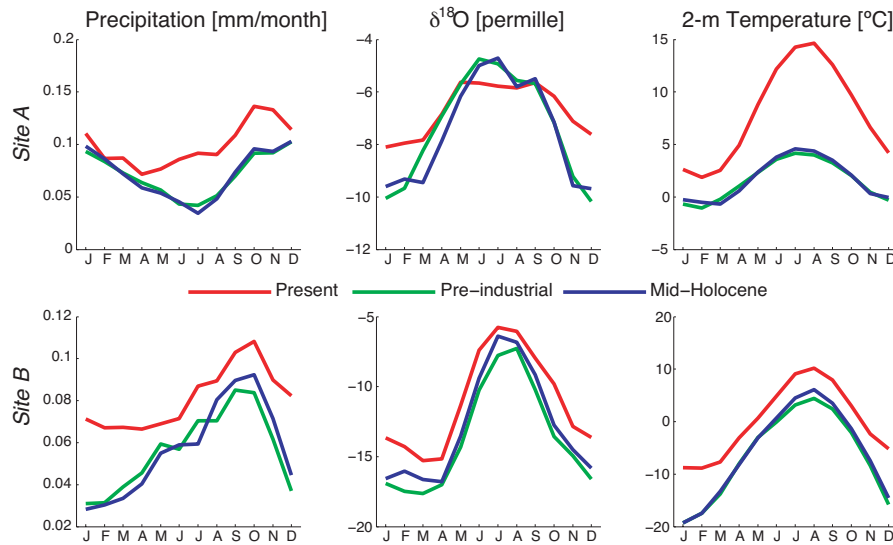 Precipitation [mm/month]
δ18O [permille]
2-m Temperature [ºC]
Site A
0.2
0.15
0.1
0.05
0
J F M A M J J A S O N D
−4
−6
−8
−10
−12
J F M A M J J A S O N D
15
10
5
0
−5
J F M A M J J A S O N D
Present
Pre−industrial
Mid−Holocene
Site B
0.12
0.1
0.08
0.06
0.04
0.02
J F M A M J J A S O N D
−5
−10
−15
−20
J F M A M J J A S O N D
20
10
0
−10
−20
J F M A M J J A S O N D